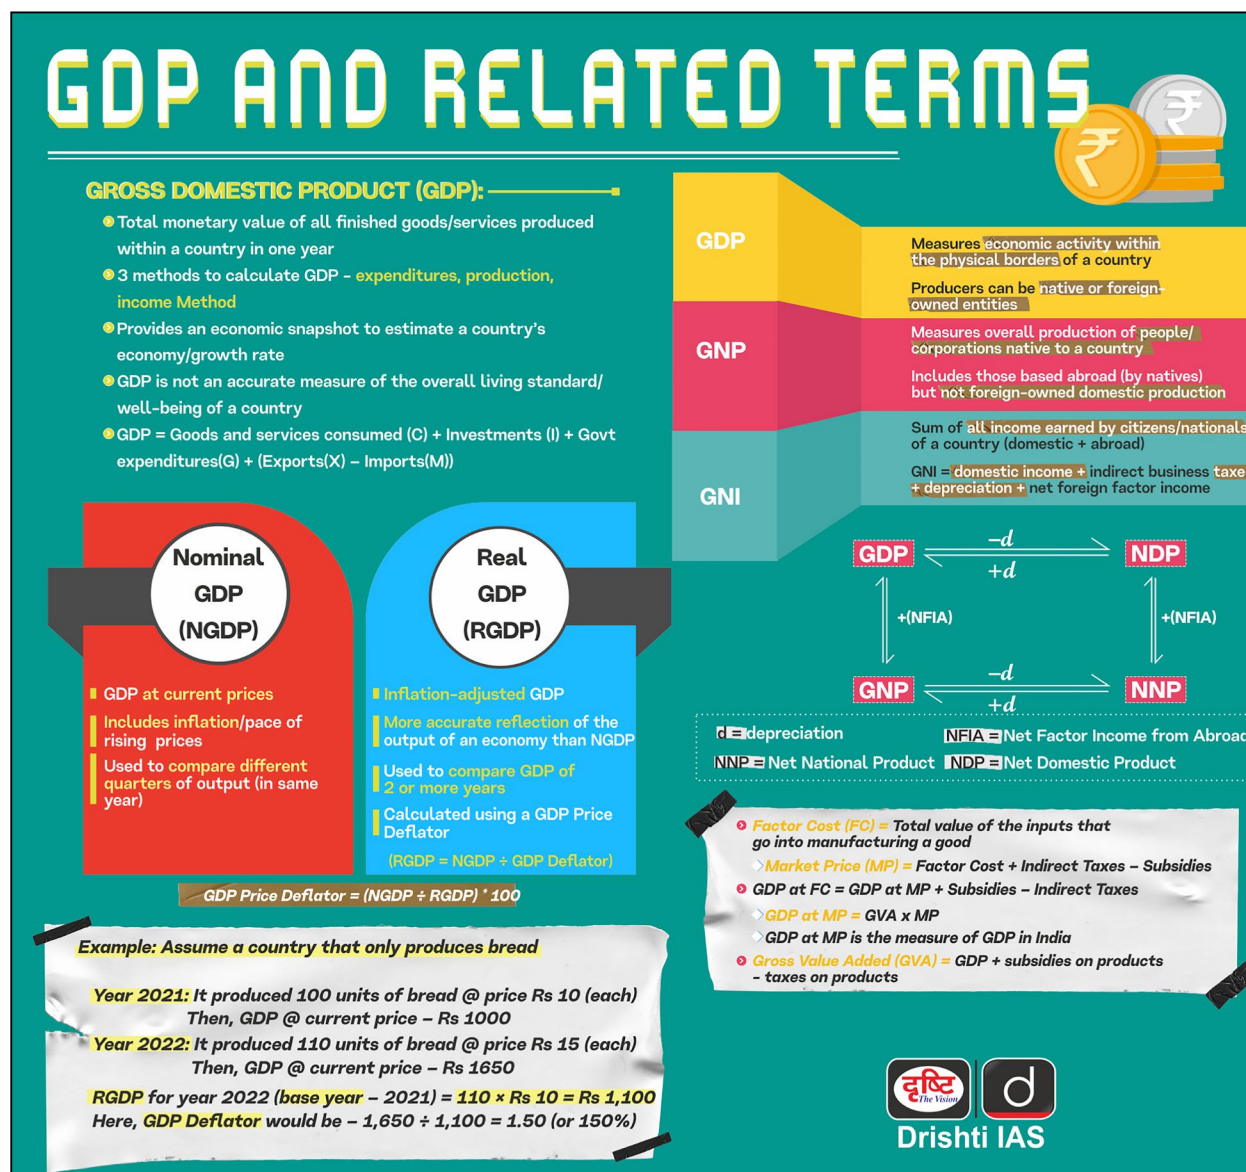 GDP AND RELATED TERMS
₹
₹
GROSS DOMESTIC PRODUCT (GDP):
Total monetary value of all finished goods/services produced
within a country in one year
3 methods to calculate GDP - expenditures, production,
income Method
Provides an economic snapshot to estimate a country's
economy/growth rate
GDP is not an accurate measure of the overall living standard/
well-being of a country
GDP = Goods and services consumed (C) + Investments (I) + Govt
expenditures(G) + (Exports(X) – Imports(M))
GDP
Measures economic activity within
the physical borders of a country
Producers can be native or foreign-
owned entities
GNP
Measures overall production of people/
corporations native to a country
Includes those based abroad (by natives)
but not foreign-owned domestic production
GNI
Sum of all income earned by citizens/nationals
of a country (domestic + abroad)
GNI = domestic income + indirect business taxe
+ depreciation + net foreign factor income
Nominal
GDP
(NGDP)
GDP at current prices
Includes inflation/pace of
rising prices
Used to compare different
quarters of output (in same
year)
Real
GDP
(RGDP)
Inflation-adjusted GDP
More accurate reflection of the
output of an economy than NGDP
Used to compare GDP of
2 or more years
Calculated using a GDP Price
Deflator
(RGDP = NGDP ÷ GDP Deflator)
GDP Price Deflator = (NGDP ÷ RGDP) * 100
GDP
–d
+d
NDP
+(NFIA)
+(NFIA)
GNP
–d
+d
NNP
d = depreciation
NFIA = Net Factor Income from Abroad
NNP = Net National Product
NDP = Net Domestic Product
Factor Cost (FC) = Total value of the inputs that
go into manufacturing a good
Market Price (MP) = Factor Cost + Indirect Taxes – Subsidies
GDP at FC = GDP at MP + Subsidies – Indirect Taxes
GDP at MP = GVA x MP
GDP at MP is the measure of GDP in India
Gross Value Added (GVA) = GDP + subsidies on products
– taxes on products
Example: Assume a country that only produces bread
Year 2021: It produced 100 units of bread @ price Rs 10 (each)
Then, GDP @ current price – Rs 1000
Year 2022: It produced 110 units of bread @ price Rs 15 (each)
Then, GDP @ current price – Rs 1650
RGDP for year 2022 (base year – 2021) = 110 × Rs 10 = Rs 1,100
Here, GDP Deflator would be – 1,650 ÷ 1,100 = 1.50 (or 150%)
दृष्टि
The Vision
d
Drishti IAS